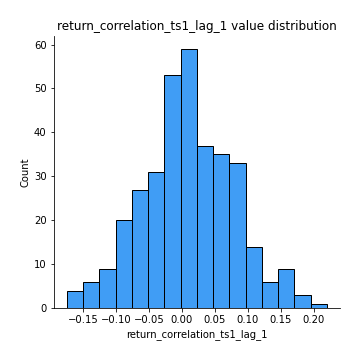 return_correlation_ts1_lag_1 value distribution
60
50
40
30
20
10
0
Count
−0.15 −0.10 −0.05 0.00 0.05 0.10 0.15 0.20
return_correlation_ts1_lag_1